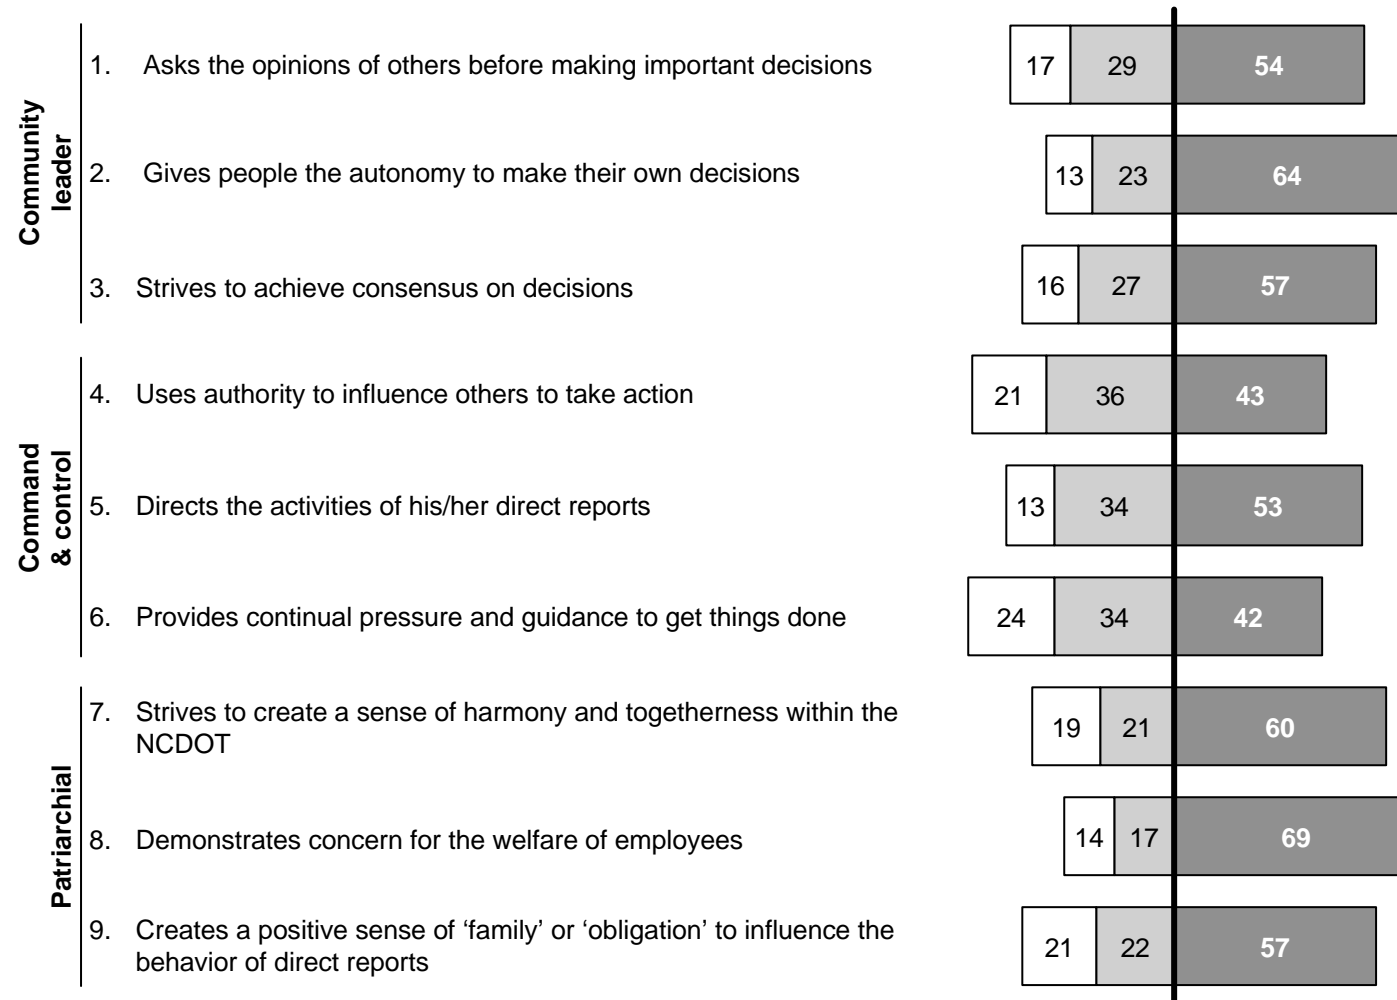 Community
leader
1. Asks the opinions of others before making important decisions
17 29 54
2. Gives people the autonomy to make their own decisions
13 23 64
3. Strives to achieve consensus on decisions
16 27 57
Command
& control
4. Uses authority to influence others to take action
21 36 43
5. Directs the activities of his/her direct reports
13 34 53
6. Provides continual pressure and guidance to get things done
24 34 42
Patriarchial
7. Strives to create a sense of harmony and togetherness within the
NCDOT
19 21 60
8. Demonstrates concern for the welfare of employees
14 17 69
9. Creates a positive sense of ‘family’ or ‘obligation’ to influence the
behavior of direct reports
21 22 57